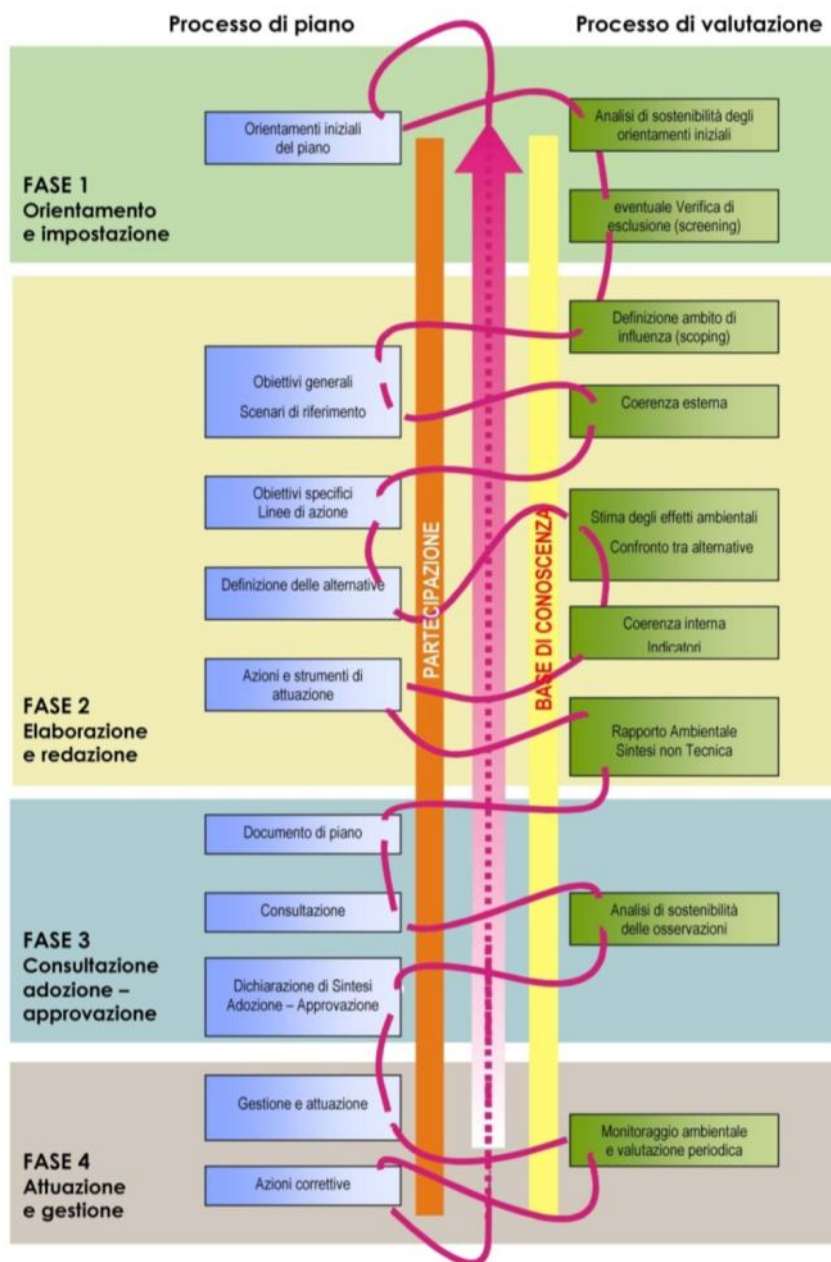 Processo di piano
Processo di valutazione
FASE 1
Orientamento
e impostazione
Orientamenti iniziali
del piano
Analisi di sostenibilità degli
orientamenti iniziali
eventuale Verifica di
esclusione (screening)
FASE 2
Elaborazione
e redazione
Definizione ambito di
influenza (scoping)
Obiettivi generali
Scenari di riferimento
Coerenza esterna
Obiettivi specifici
Linee di azione
Stima degli effetti ambientali
Confronto tra alternative
Definizione delle alternative
Coerenza interna
Indicatori
Azioni e strumenti di
attuazione
Rapporto Ambientale
Sintesi non Tecnica
PARTECIPAZIONE
BASE DI CONOSCENZA
FASE 3
Consultazione
adozione –
approvazione
Documento di piano
Consultazione
Analisi di sostenibilità
delle osservazioni
Dichiarazione di Sintesi
Adozione – Approvazione
FASE 4
Attuazione
e gestione
Gestione e attuazione
Monitoraggio ambientale
e valutazione periodica
Azioni correttive